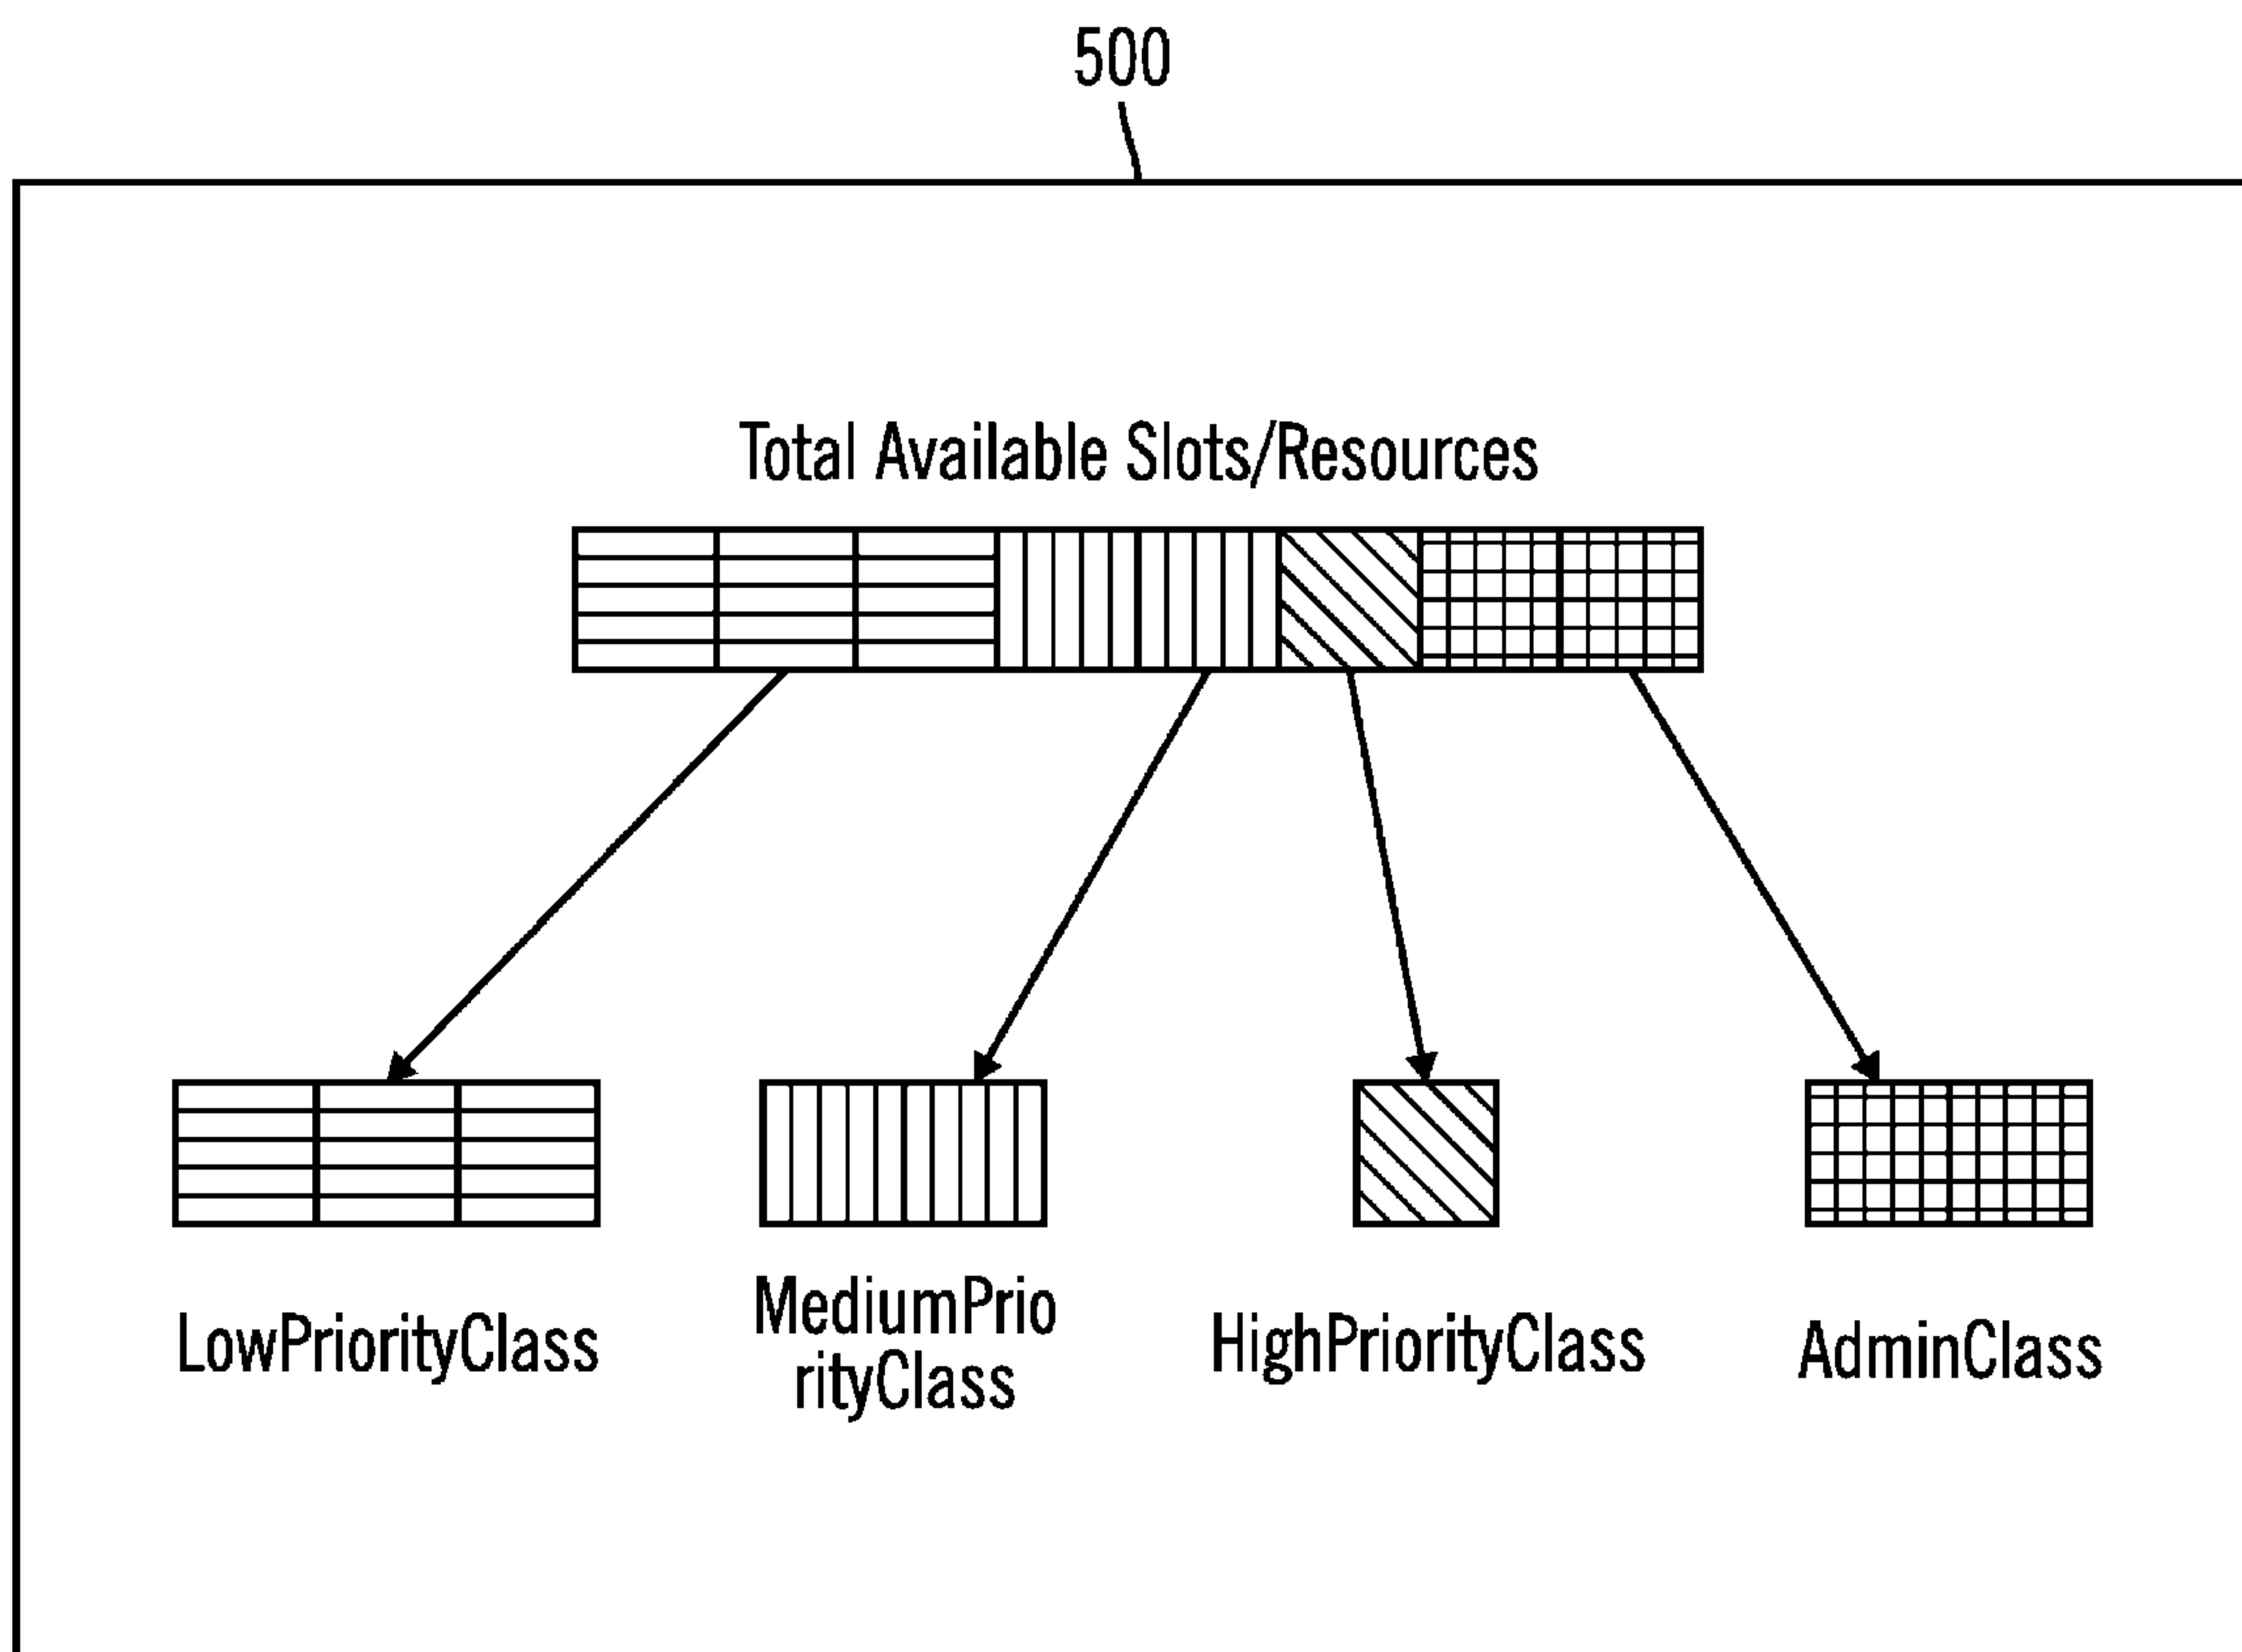 500
Total Available Slots/Resources
LowPriorityClass
MediumPrio
rityClass
HighPriorityClass
AdminClass